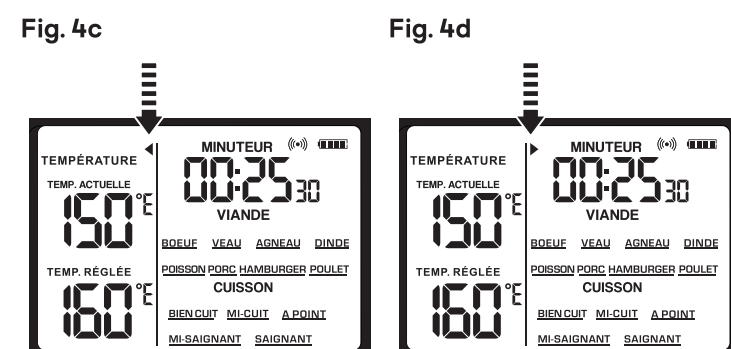 Fig. 4c
MINUTEUR
TEMPÉRATURE
00:25 30
TEMP. ACTUELLE
150°E
VIANDE
BOEUF VEAU AGNEAU DINDE
POISSON PORC HAMBURGER POULET
TEMP. RÉGLÉE
160°E
CUISSON
BIEN CUIT MI-CUIT A POINT
MI-SAIGNANT SAIGNANT
Fig. 4d
MINUTEUR
TEMPÉRATURE
00:25 30
TEMP. ACTUELLE
150°E
VIANDE
BOEUF VEAU AGNEAU DINDE
POISSON PORC HAMBURGER POULET
TEMP. RÉGLÉE
160°E
CUISSON
BIEN CUIT MI-CUIT A POINT
MI-SAIGNANT SAIGNANT